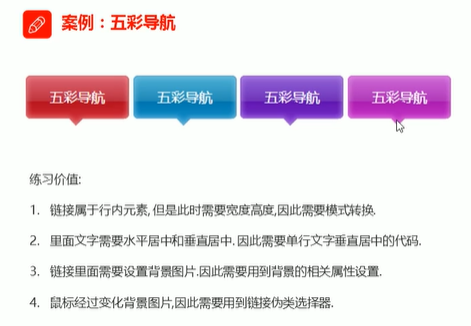 案例：五彩导航
五彩导航 五彩导航 五彩导航 五彩导航
练习价值:
1. 链接属于行内元素,但是此时需要宽度高度,因此需要模式转换.
2. 里面文字需要水平居中和垂直居中. 因此需要单行文字垂直居中的代码.
3. 链接里面需要设置背景图片.因此需要用到背景的相关属性设置.
4. 鼠标经过变化背景图片,因此需要用到链接伪类选择器.